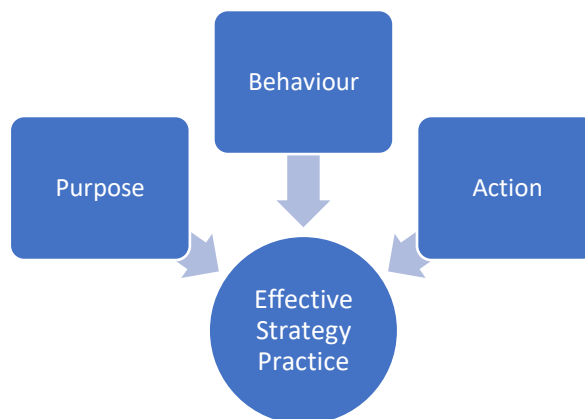 Behaviour
Purpose
Action
Effective
Strategy
Practice